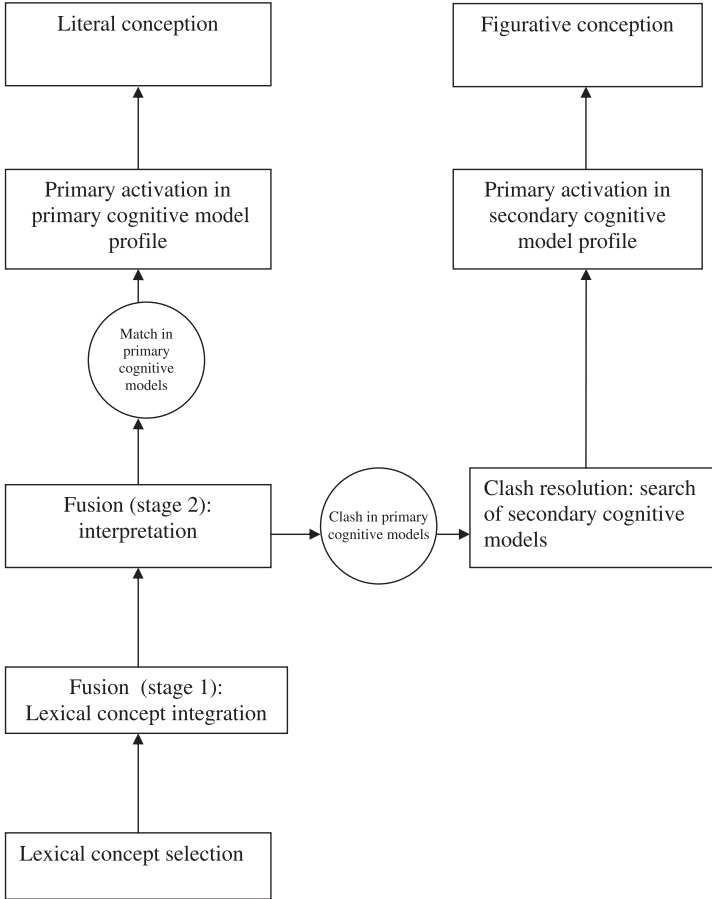 Literal conception
Figurative conception
Primary activation in
primary cognitive model
profile
Primary activation in
secondary cognitive
model profile
Match in
primary
cognitive
models
Fusion (stage 2):
interpretation
Clash in primary
cognitive models
Clash resolution: search
of secondary cognitive
models
Fusion (stage 1):
Lexical concept integration
Lexical concept selection